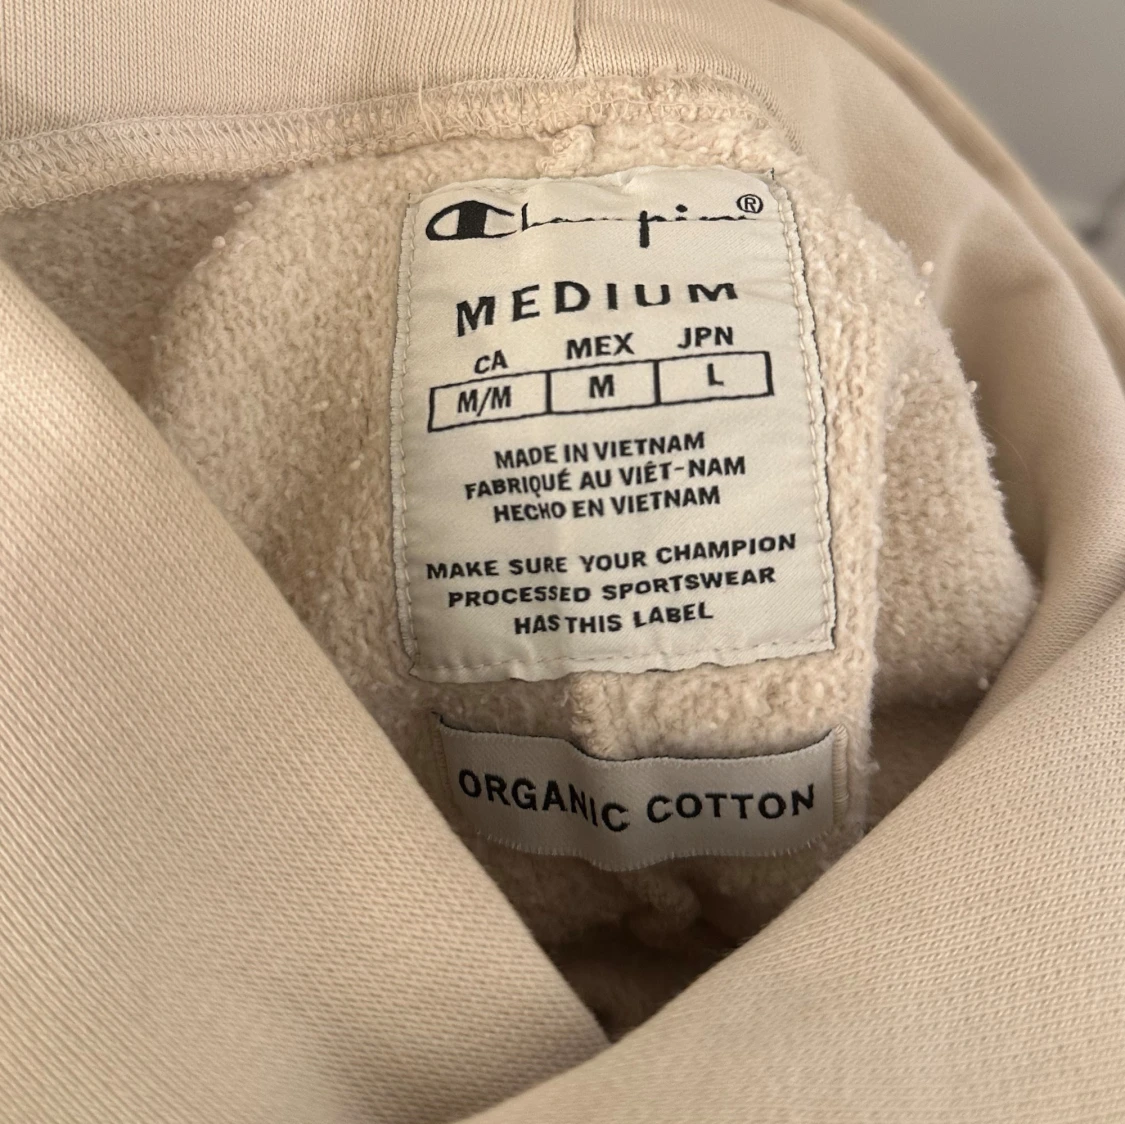 Champion®
MEDIUM
CA MEX JPN
M/M M L
MADE IN VIETNAM
FABRIQUÉ AU VIÊT-NAM
HECHO EN VIETNAM
MAKE SURE YOUR CHAMPION
PROCESSED SPORTSWEAR
HAS THIS LABEL
ORGANIC COTTON